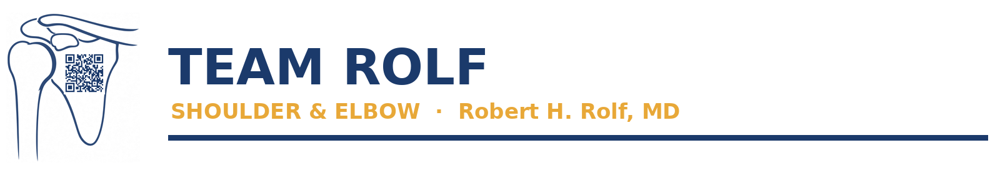 TEAM ROLF
SHOULDER & ELBOW · Robert H. Rolf, MD